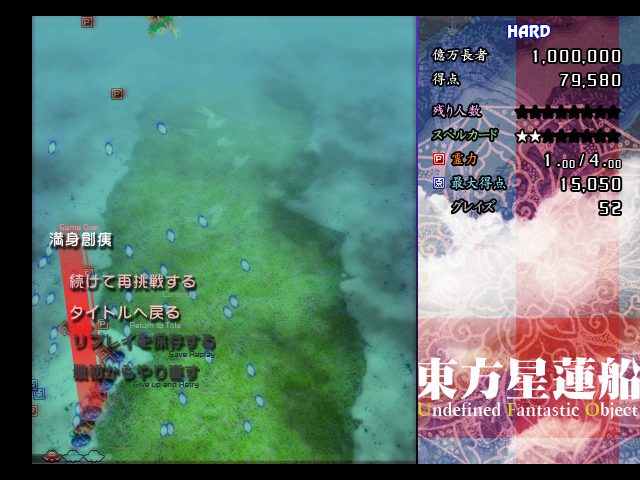 HARD
億万長者 1,000,000
得点 79,580
残り人数
スペルカード ★★
P 霊力 1.00/4.00
最大得点 15,050
グレイズ 52
Game Over
満身創痍
続けて再挑戦する
Continue
タイトルへ戻る
Return to Title
リプレイを保存する
Save Replay
最初からやり直す
Give up and Retry
東方星蓮船
Undefined Fantastic Object